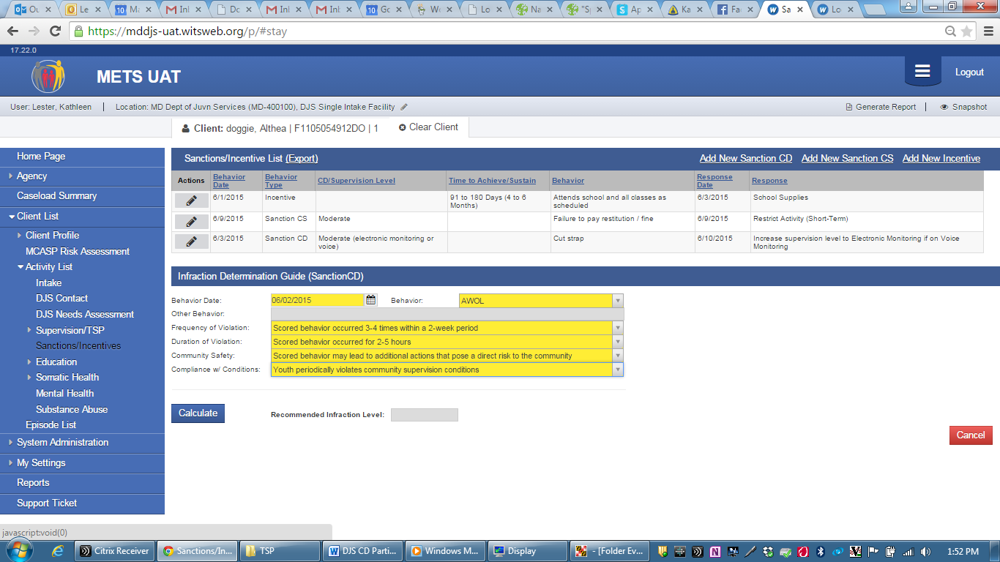 Ou
Le
Ma
Inl
Do
Inl
Inb
Go
We
Lo
Na
"Sp
Ap
Ka
Fac
Sa
Lo
https://mddjs-uat.witsweb.org/p/#stay
17.22.0
METS UAT
Logout
User: Lester, Kathleen | Location: MD Dept of Juvn Services (MD-400100), DJS Single Intake Facility
Generate Report | Snapshot
Client: doggie, Althea | F1105054912DO | 1 Clear Client
Home Page
Agency
Caseload Summary
Client List
Client Profile
MCASP Risk Assessment
Activity List
Intake
DJS Contact
DJS Needs Assessment
Supervision/TSP
Sanctions/Incentives
Education
Somatic Health
Mental Health
Substance Abuse
Episode List
System Administration
My Settings
Reports
Support Ticket
Sanctions/Incentive List (Export) Add New Sanction CD Add New Sanction CS Add New Incentive
Actions Behavior Date Behavior Type CD/Supervision Level Time to Achieve/Sustain Behavior Response Date Response
6/1/2015 Incentive 91 to 180 Days (4 to 6 Months) Attends school and all classes as scheduled 6/3/2015 School Supplies
6/9/2015 Sanction CS Moderate Failure to pay restitution / fine 6/9/2015 Restrict Activity (Short-Term)
6/3/2015 Sanction CD Moderate (electronic monitoring or voice) Cut strap 6/10/2015 Increase supervision level to Electronic Monitoring if on Voice Monitoring
Infraction Determination Guide (SanctionCD)
Behavior Date: 06/02/2015 Behavior: AWOL
Other Behavior:
Frequency of Violation: Scored behavior occurred 3-4 times within a 2-week period
Duration of Violation: Scored behavior occurred for 2-5 hours
Community Safety: Scored behavior may lead to additional actions that pose a direct risk to the community
Compliance w/ Conditions: Youth periodically violates community supervision conditions
Calculate Recommended Infraction Level:
Cancel
javascript:void(0)
Citrix Receiver
Sanctions/In...
TSP
DJS CD Parti...
Windows M...
Display
- [Folder Ev...
1:52 PM